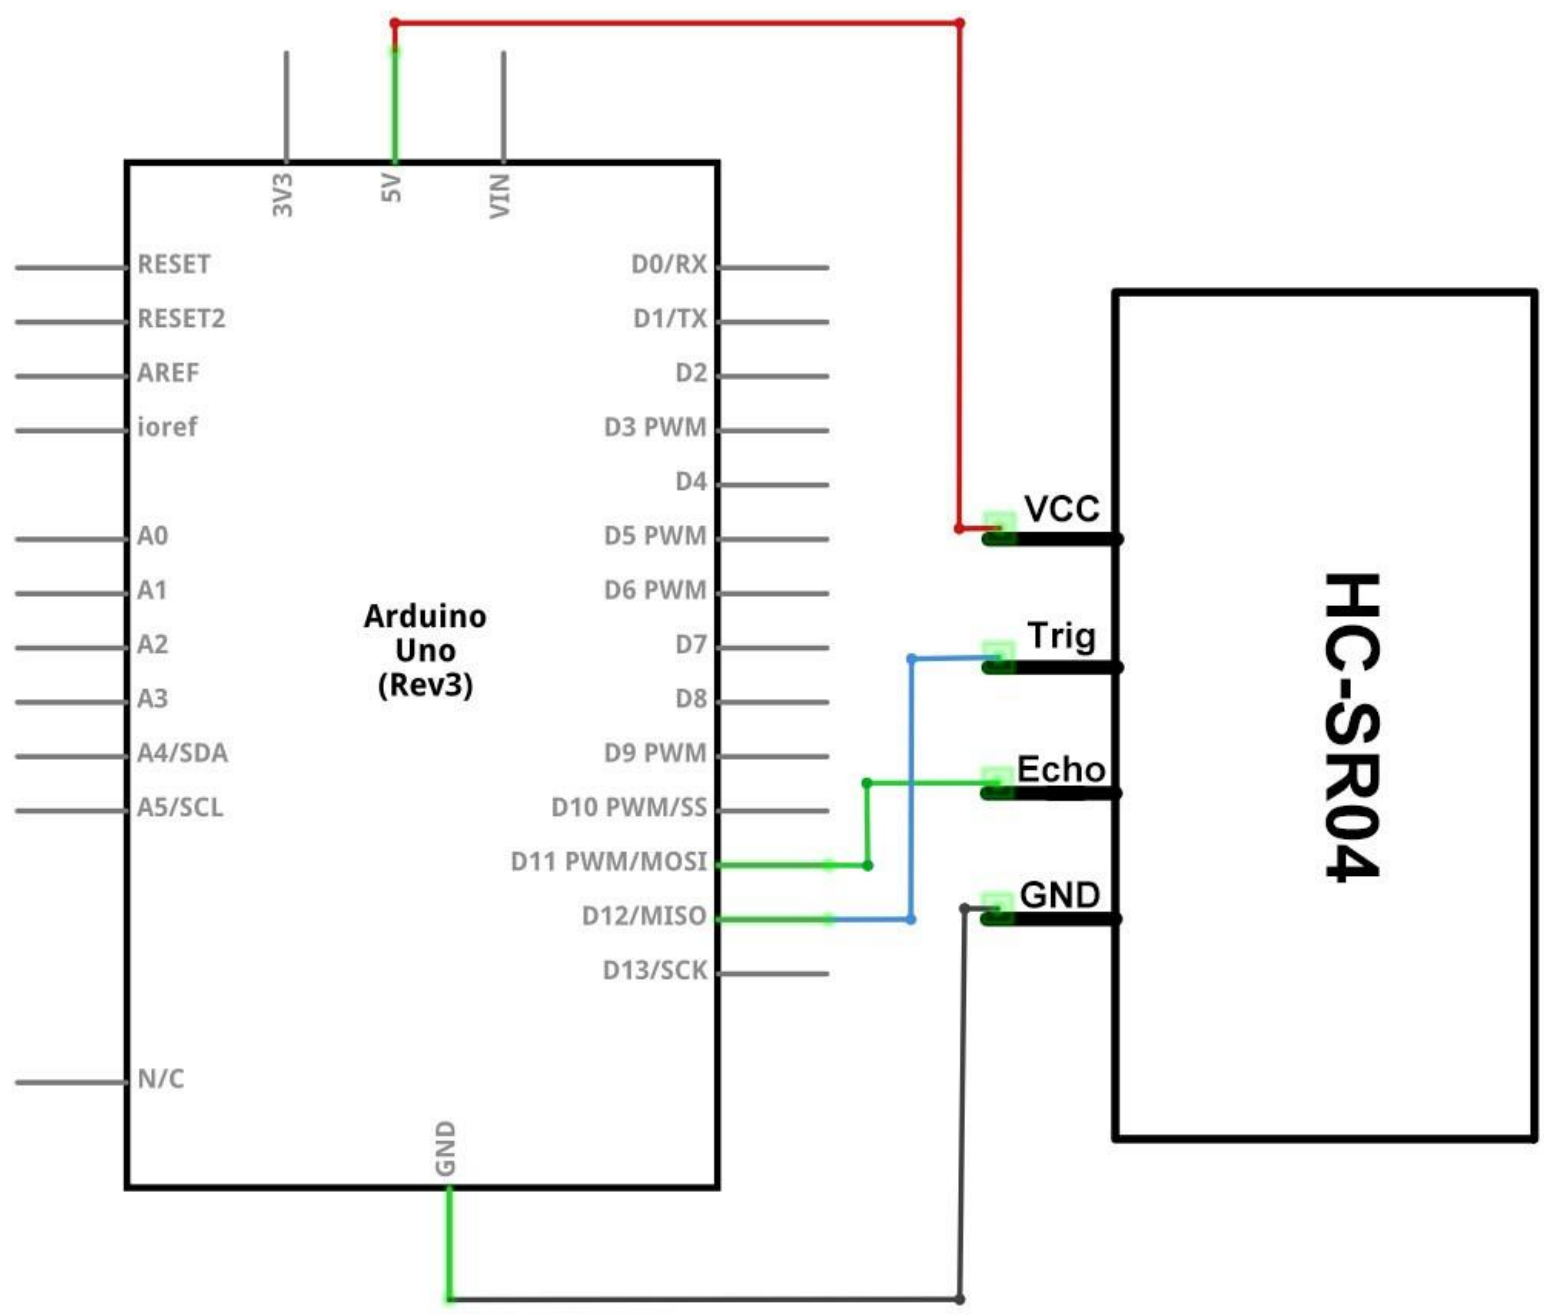 3V3
5V
VIN
RESET
RESET2
AREF
ioref
A0
A1
A2
A3
A4/SDA
A5/SCL
N/C
Arduino
Uno
(Rev3)
D0/RX
D1/TX
D2
D3 PWM
D4
D5 PWM
D6 PWM
D7
D8
D9 PWM
D10 PWM/SS
D11 PWM/MOSI
D12/MISO
D13/SCK
GND
VCC
Trig
Echo
GND
HC-SR04